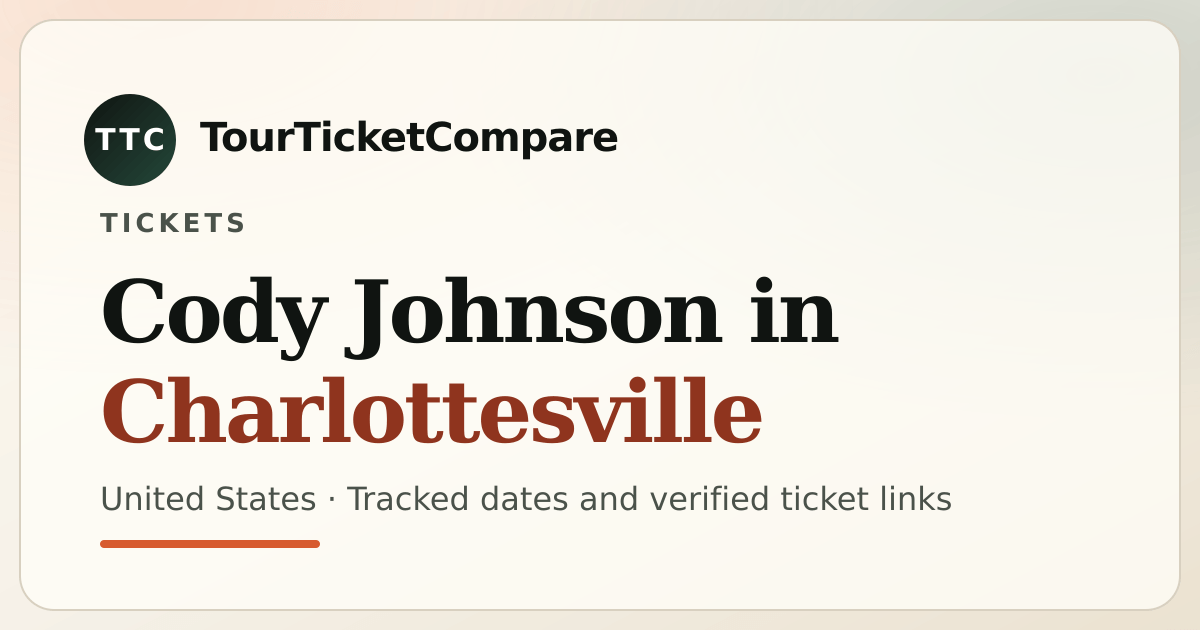 TTC TourTicketCompare
TICKETS
Cody Johnson in
Charlottesville
United States · Tracked dates and verified ticket links